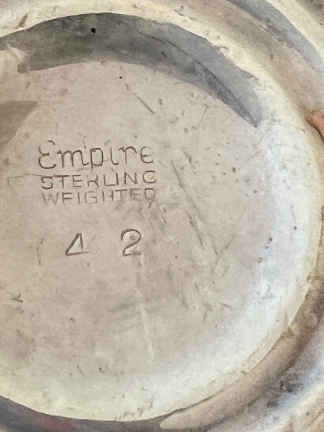 Empire
STERLING
WEIGHTED
42